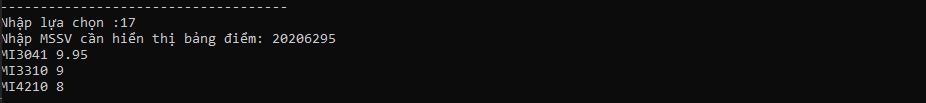 ------------------------------------
Nhập lựa chọn :17
Nhập MSSV cần hiển thị bảng điểm: 20206295
MI3041 9.95
MI3310 9
MI4210 8